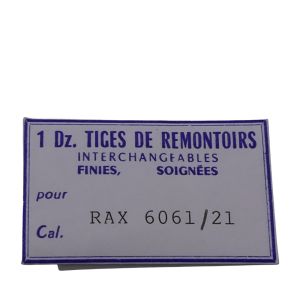 1 Dz. TIGES DE REMONTOIRS
INTERCHANGEABLES
FINIES, SOIGNÉES
pour
Cal. RAX 6061/21